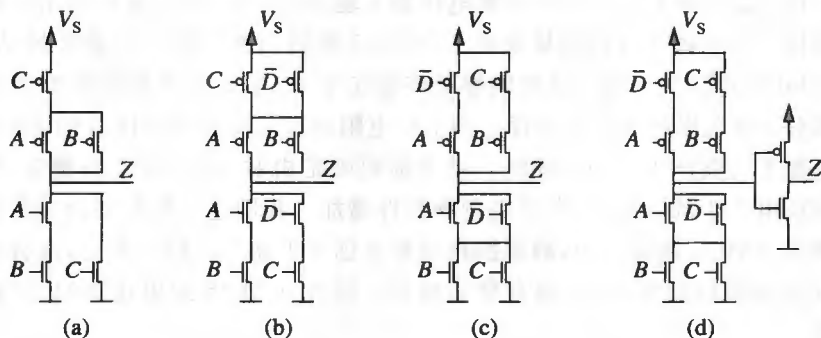 V_S V_S V_S V_S
C C D̄ D̄ C D̄ C
A B A B A B A B
Z Z Z
A A D̄ A D̄ A D̄
B C B C B C B C
(a) (b) (c) (d)